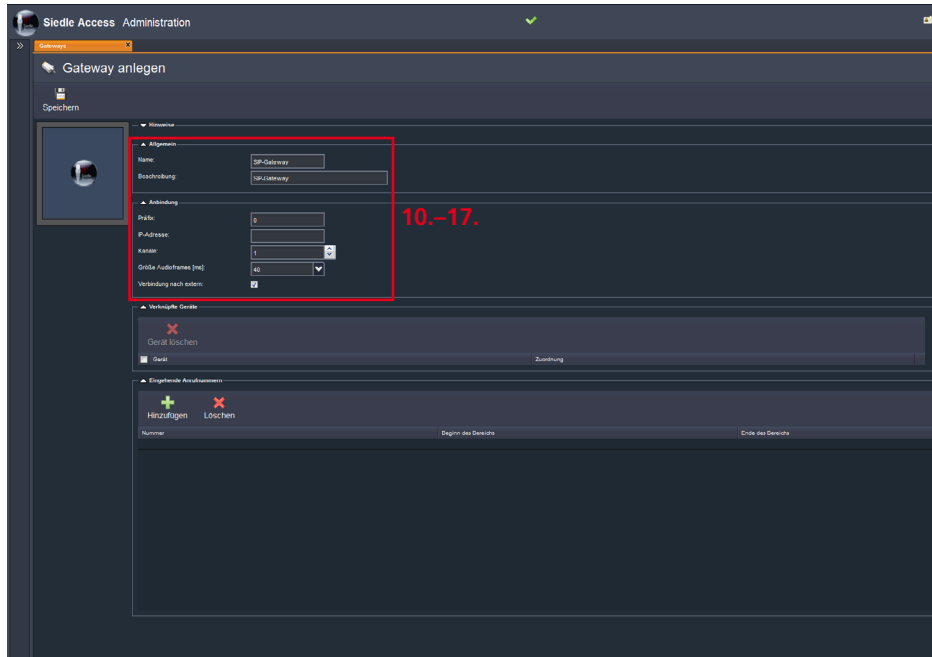 Siedle Access Administration
Gateways X
Gateway anlegen
Speichern
Hinweise
Allgemein
Name: SIP-Gateway
Beschreibung: SIP-Gateway
Anbindung
Präfix: 0
IP-Adresse:
Kanäle: 1
Größe Audioframes [ms]: 40
Verbindung nach extern:
10.–17.
Verknüpfte Geräte
Gerät löschen
Gerät Zuordnung
Eingehende Anrufnummern
Hinzufügen Löschen
Nummer Beginn des Bereichs Ende des Bereichs